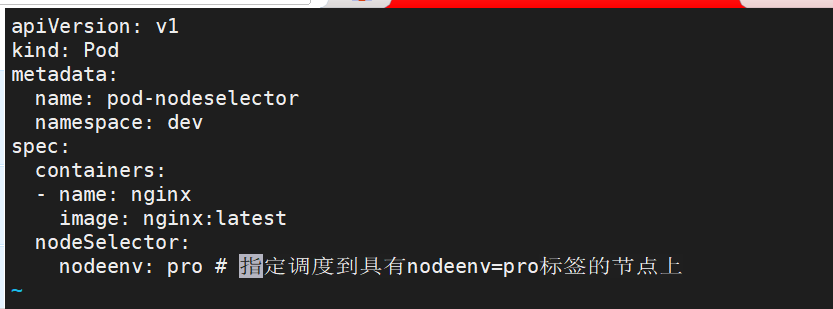 apiVersion: v1
kind: Pod
metadata:
  name: pod-nodeselector
  namespace: dev
spec:
  containers:
  - name: nginx
    image: nginx:latest
  nodeSelector:
    nodeenv: pro # 指定调度到具有nodeenv=pro标签的节点上
~